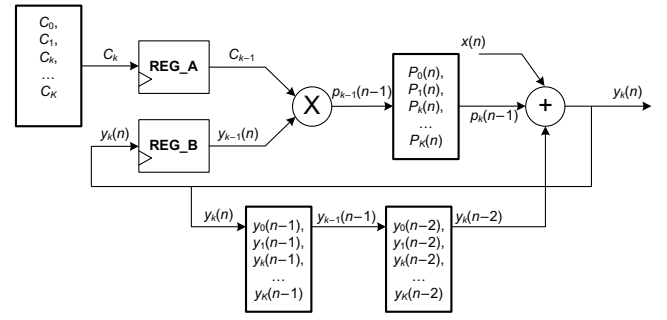 C0,
C1,
Ck,
...
CK
Ck
REG_A
Ck−1
yk(n)
REG_B
yk−1(n)
X
pk−1(n−1)
P0(n),
P1(n),
Pk(n),
...
PK(n)
x(n)
pk(n−1)
+
yk(n)
yk(n)
y0(n−1),
y1(n−1),
yk(n−1),
...
yK(n−1)
yk−1(n−1)
y0(n−2),
y1(n−2),
yk(n−2),
...
yK(n−2)
yk(n−2)